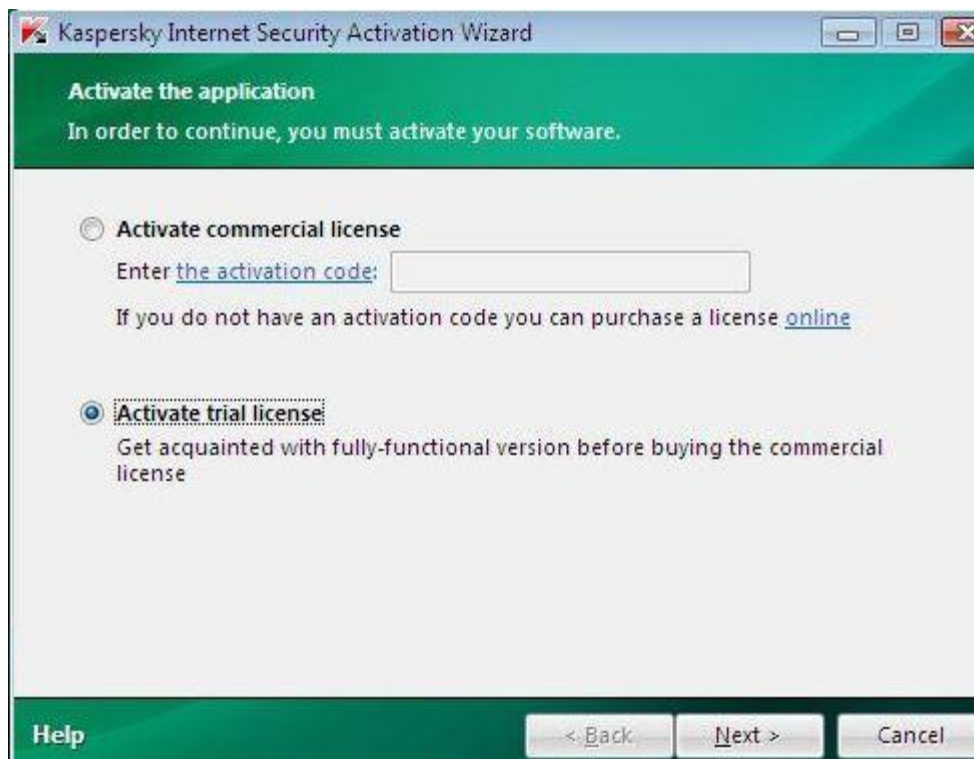 Kaspersky Internet Security Activation Wizard
Activate the application
In order to continue, you must activate your software.
Activate commercial license
Enter the activation code:
If you do not have an activation code you can purchase a license online
Activate trial license
Get acquainted with fully-functional version before buying the commercial
license
Help
< Back
Next >
Cancel